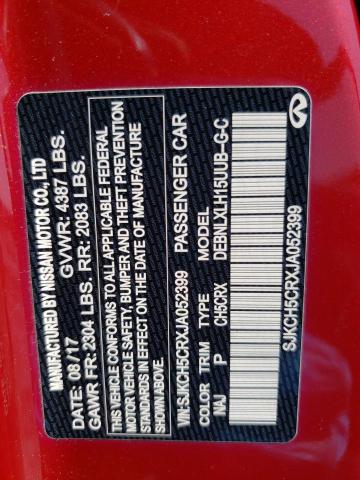 MANUFACTURED BY NISSAN MOTOR CO., LTD
DATE: 08/17 GVWR: 4387 LBS.
GAWR FR: 2304 LBS. RR: 2083 LBS.
THIS VEHICLE CONFORMS TO ALL APPLICABLE FEDERAL
MOTOR VEHICLE SAFETY, BUMPER AND THEFT PREVENTION
STANDARDS IN EFFECT ON THE DATE OF MANUFACTURE
SHOWN ABOVE.
VIN:SJKCH5CRXJA052399 PASSENGER CAR
COLOR TRIM TYPE MODEL
NAJ P CH5CRX DEBNLXLH15UUB-G-C
SJKCH5CRXJA052399